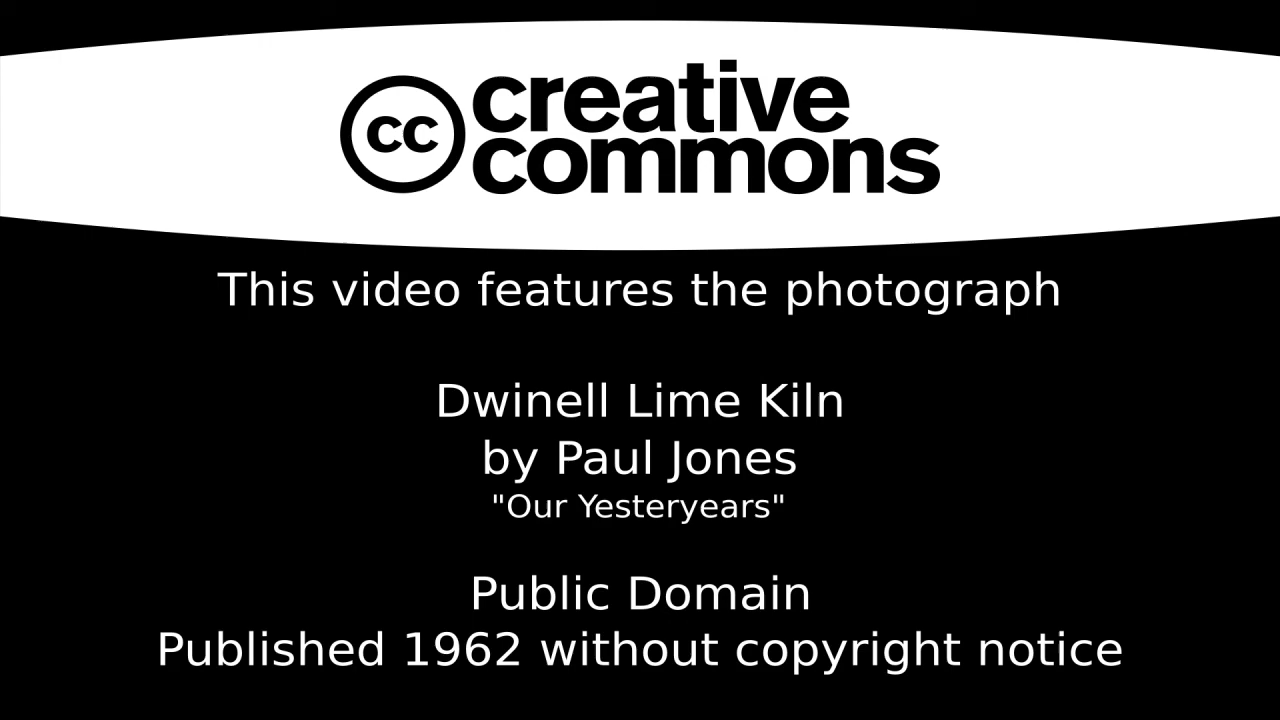 cc creative
commons
This video features the photograph
Dwinell Lime Kiln
by Paul Jones
"Our Yesteryears"
Public Domain
Published 1962 without copyright notice